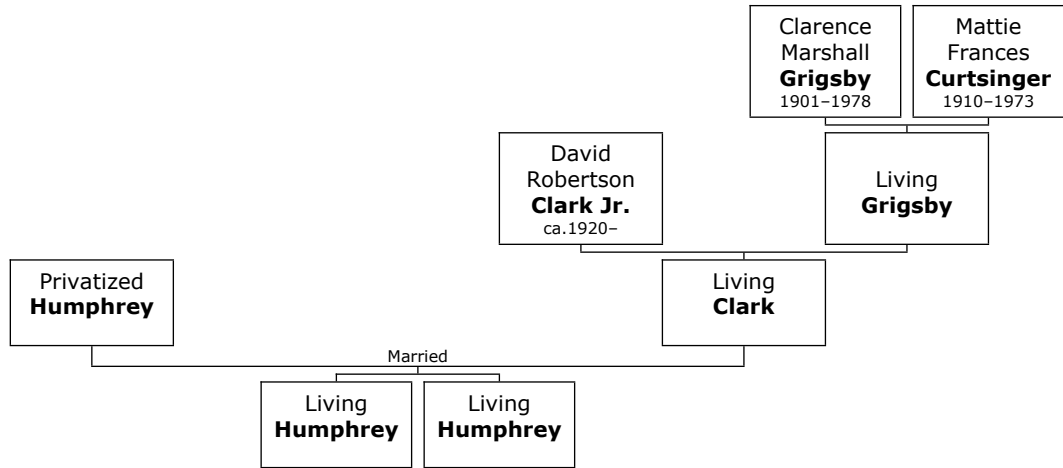 Clarence
Marshall
Grigsby
1901–1978
Mattie
Frances
Curtsinger
1910–1973
David
Robertson
Clark Jr.
ca.1920–
Living
Grigsby
Privatized
Humphrey
Living
Clark
Married
Living
Humphrey
Living
Humphrey